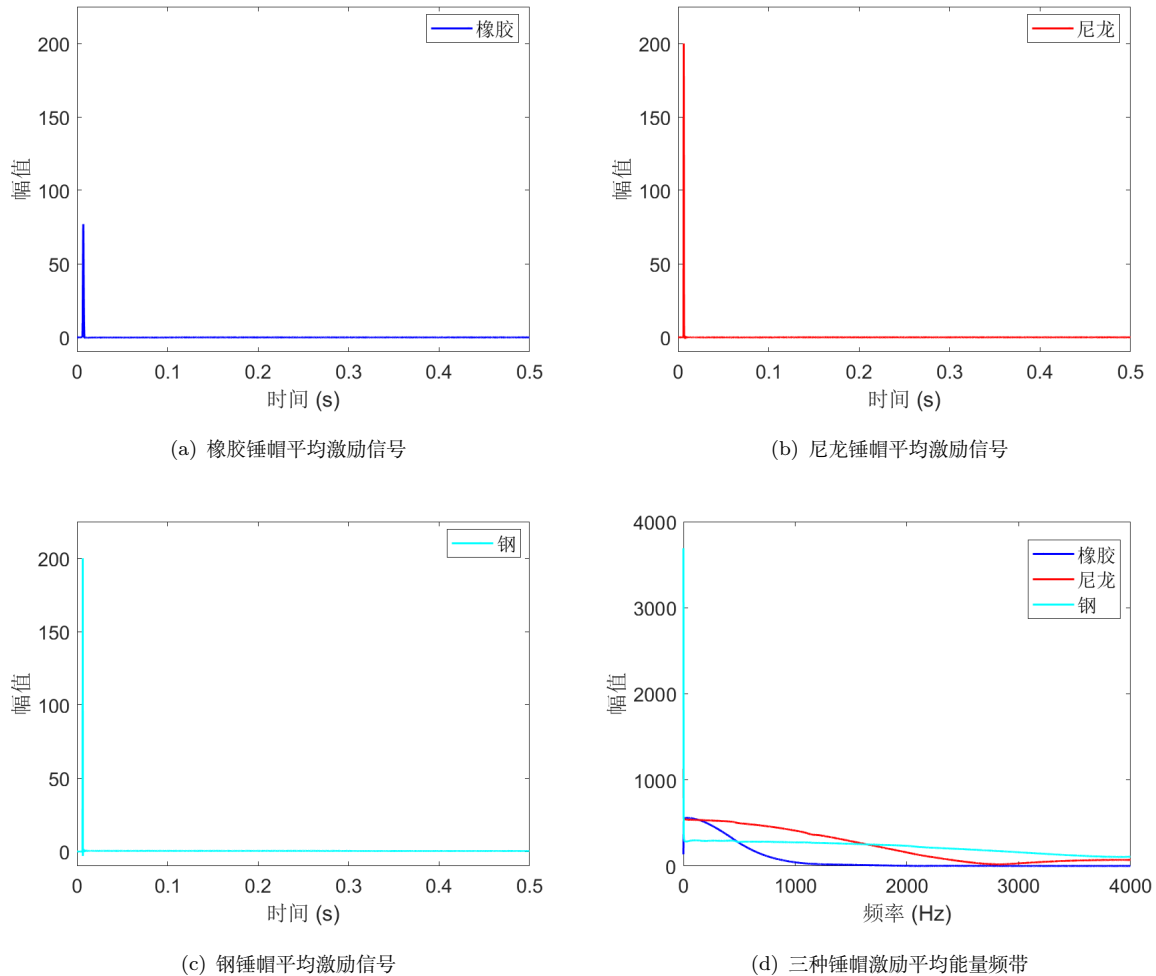 橡胶
200
150
100
50
0
幅值
0 0.1 0.2 0.3 0.4 0.5
时间 (s)
(a) 橡胶锤帽平均激励信号
尼龙
200
150
100
50
0
幅值
0 0.1 0.2 0.3 0.4 0.5
时间 (s)
(b) 尼龙锤帽平均激励信号
钢
200
150
100
50
0
幅值
0 0.1 0.2 0.3 0.4 0.5
时间 (s)
(c) 钢锤帽平均激励信号
4000
3000
2000
1000
0
幅值
橡胶
尼龙
钢
0 1000 2000 3000 4000
频率 (Hz)
(d) 三种锤帽激励平均能量频带